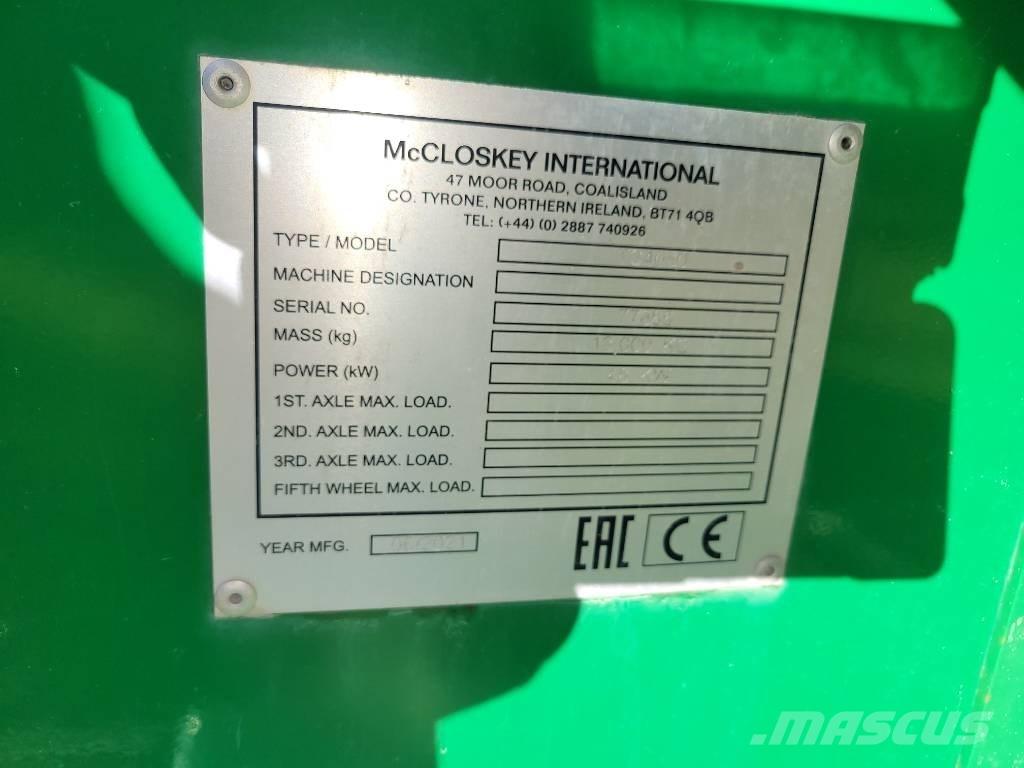 McCLOSKEY INTERNATIONAL
47 MOOR ROAD, COALISLAND
CO. TYRONE, NORTHERN IRELAND, BT71 4QB
TEL: (+44) (0) 2887 740926
TYPE / MODEL
MACHINE DESIGNATION
SERIAL NO.
MASS (kg)
POWER (kW)
1ST. AXLE MAX. LOAD.
2ND. AXLE MAX. LOAD.
3RD. AXLE MAX. LOAD.
FIFTH WHEEL MAX. LOAD.
YEAR MFG. 06/2021
EAC CE
MASCUS